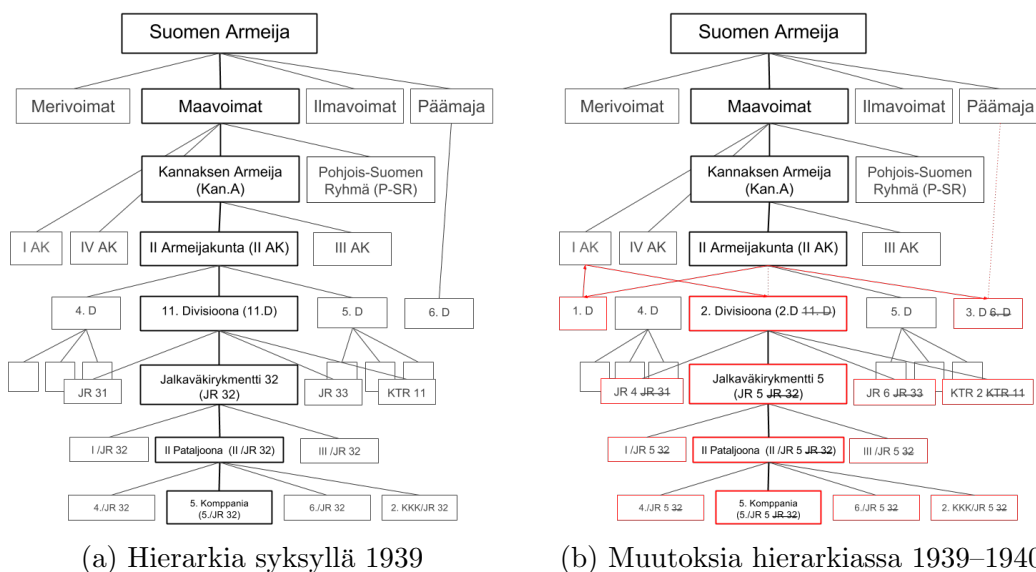 Suomen Armeija
Merivoimat
Maavoimat
Ilmavoimat
Päämaja
Kannaksen Armeija
(Kan.A)
Pohjois-Suomen
Ryhmä (P-SR)
I AK
IV AK
II Armeijakunta (II AK)
III AK
4. D
11. Divisioona (11.D)
5. D
6. D
JR 31
Jalkaväkirykmentti 32
(JR 32)
JR 33
KTR 11
I /JR 32
II Pataljoona (II /JR 32)
III /JR 32
4./JR 32
5. Komppania
(5./JR 32)
6./JR 32
2. KKK/JR 32
(a) Hierarkia syksyllä 1939
Suomen Armeija
Merivoimat
Maavoimat
Ilmavoimat
Päämaja
Kannaksen Armeija
(Kan.A)
Pohjois-Suomen
Ryhmä (P-SR)
I AK
IV AK
II Armeijakunta (II AK)
III AK
1. D
4. D
2. Divisioona (2.D 11. D)
5. D
3. D 6. D
JR 4 JR 31
Jalkaväkirykmentti 5
(JR 5 JR 32)
JR 6 JR 33
KTR 2 KTR 11
I /JR 5 32
II Pataljoona (II /JR 5 JR 32)
III /JR 5 32
4./JR 5 32
5. Komppania
(5./JR 5 JR 32)
6./JR 5 32
2. KKK/JR 5 32
(b) Muutoksia hierarkiassa 1939–1940